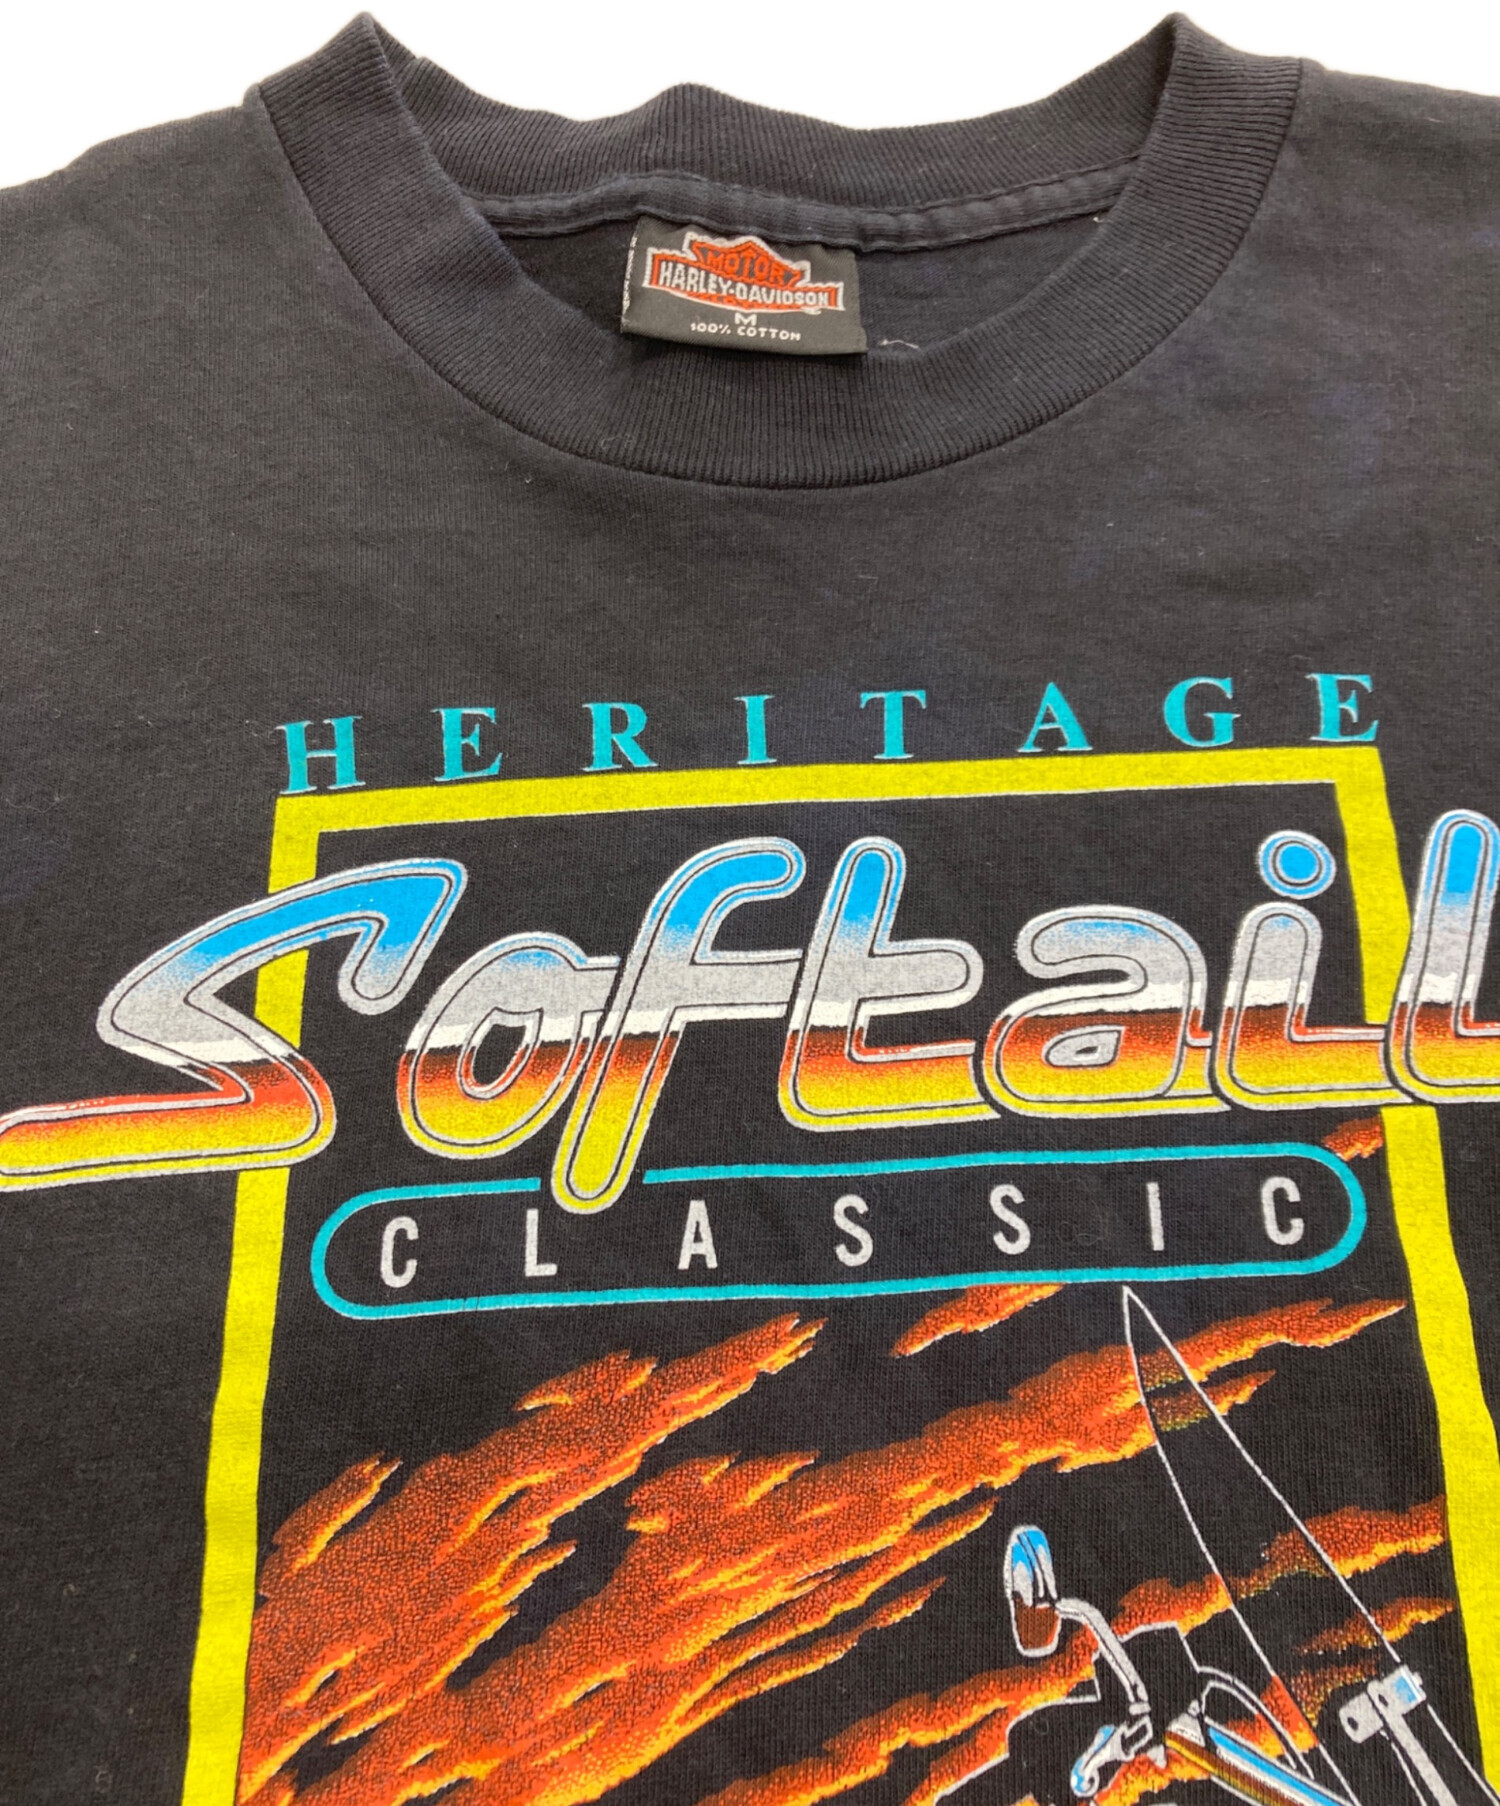 MOTOR
HARLEY-DAVIDSON
M
100% COTTON
HERITAGE
Softail
CLASSIC